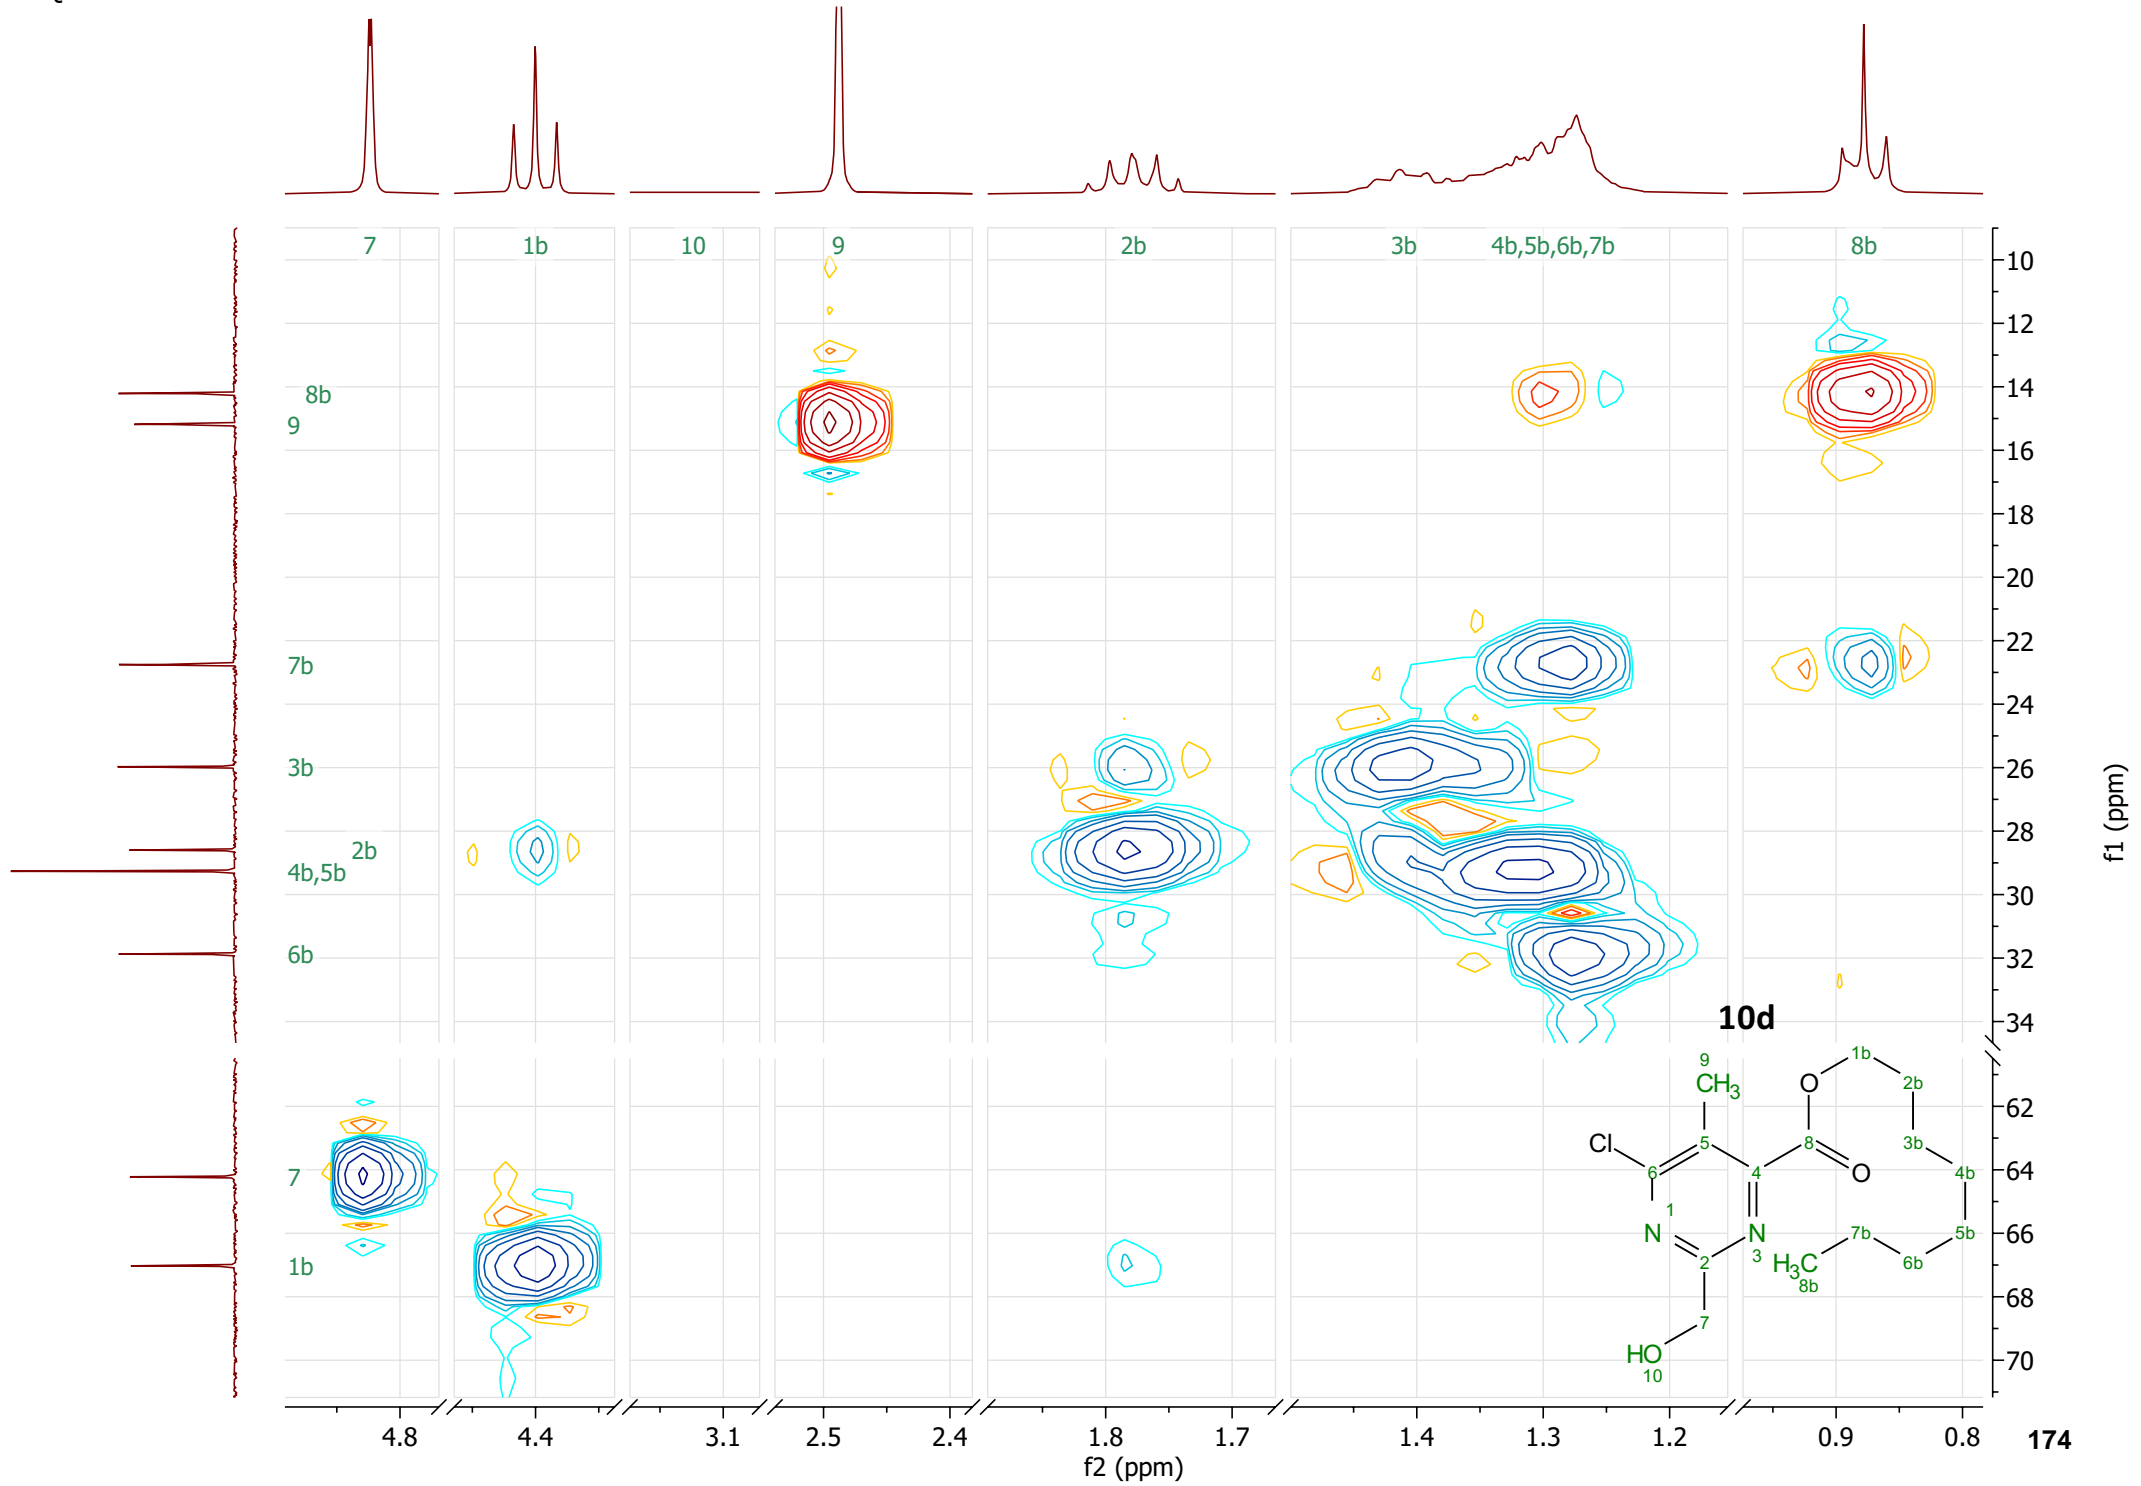 7 1b 10 9 2b 3b 4b,5b,6b,7b 8b
10
12
8b 14
9
16
18
20
22
7b
24
3b 26
28
2b
4b,5b
30
6b 32
10d
34
f1 (ppm)
62
7 64
66
1b
68
70
9
CH3
1b
O
2b
Cl
5
8
3b
6
4
O
4b
1
N
N
3
2
7b
5b
H3C
8b
6b
7
HO
10
4.8 4.4 3.1 2.5 2.4 1.8 1.7 1.4 1.3 1.2 0.9 0.8
f2 (ppm)
174